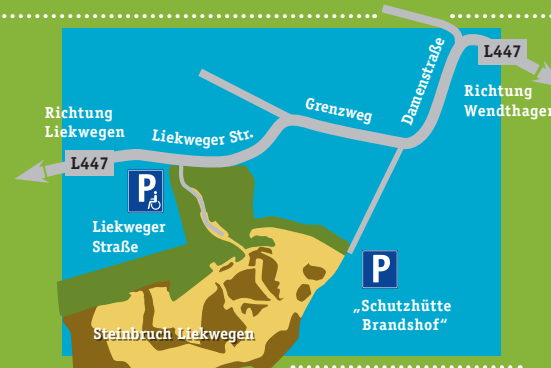 L447
Richtung
Wendthagen
Damenstraße
Grenzweg
Richtung
Liekwegen
Liekweger Str.
L447
P
Liekweger
Straße
P
„Schutzhütte
Brandshof“
Steinbruch Liekwegen